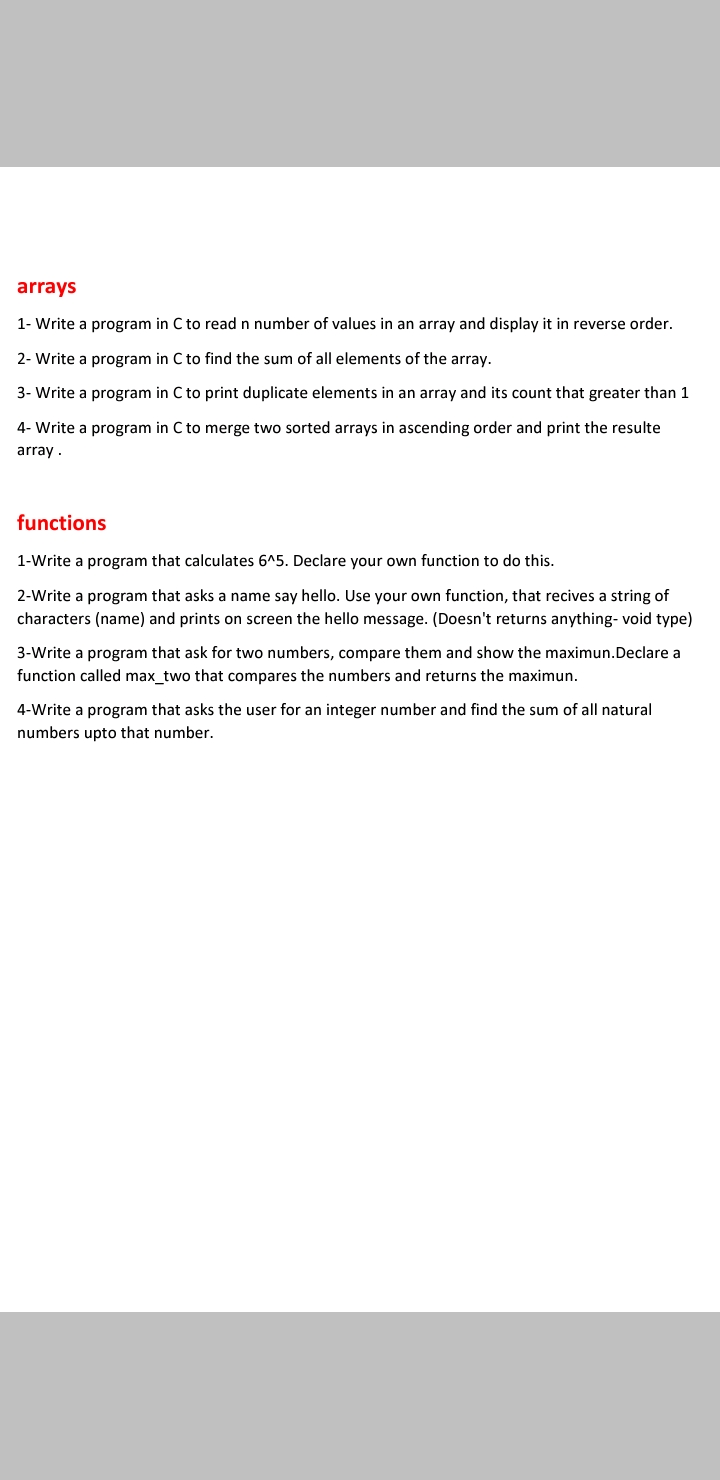 arrays
1- Write a program in C to read n number of values in an array and display it in reverse order.
2- Write a program in C to find the sum of all elements of the array.
3- Write a program in C to print duplicate elements in an array and its count that greater than 1
4- Write a program in C to merge two sorted arrays in ascending order and print the resulte
array .
functions
1-Write a program that calculates 6^5. Declare your own function to do this.
2-Write a program that asks a name say hello. Use your own function, that recives a string of
characters (name) and prints on screen the hello message. (Doesn't returns anything- void type)
3-Write a program that ask for two numbers, compare them and show the maximun.Declare a
function called max_two that compares the numbers and returns the maximun.
4-Write a program that asks the user for an integer number and find the sum of all natural
numbers upto that number.